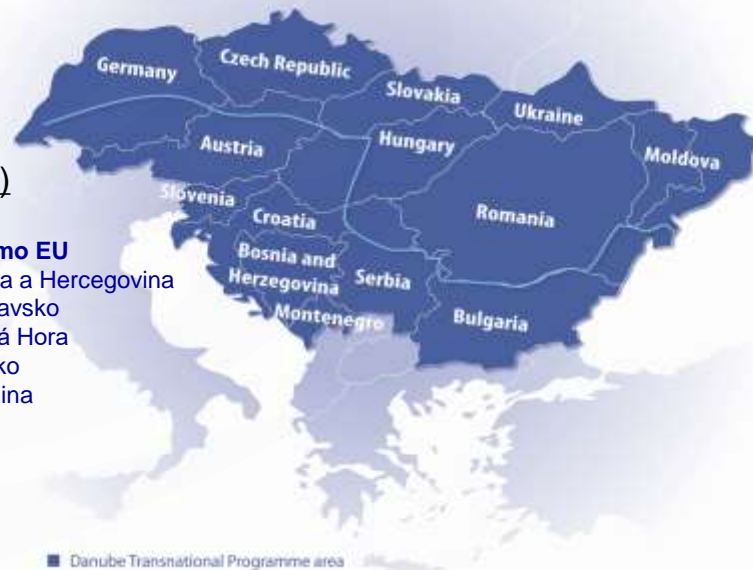 Germany
Czech Republic
Slovakia
Ukraine
Austria
Hungary
Moldova
Slovenia
Croatia
Romania
Bosnia and
Herzegovina
Serbia
Montenegro
Bulgaria
)
mo EU
a a Hercegovina
avsko
á Hora
ko
ina
Danube Transnational Programme area